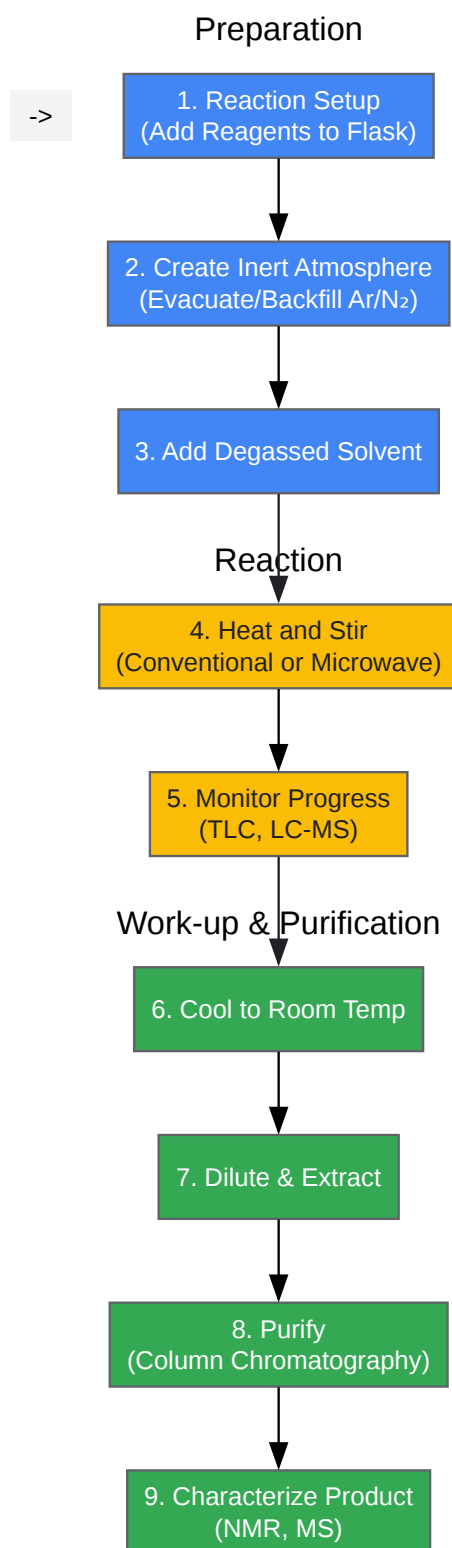 Preparation
->
1. Reaction Setup
(Add Reagents to Flask)
2. Create Inert Atmosphere
(Evacuate/Backfill Ar/N₂)
3. Add Degassed Solvent
Reaction
4. Heat and Stir
(Conventional or Microwave)
5. Monitor Progress
(TLC, LC-MS)
Work-up & Purification
6. Cool to Room Temp
7. Dilute & Extract
8. Purify
(Column Chromatography)
9. Characterize Product
(NMR, MS)